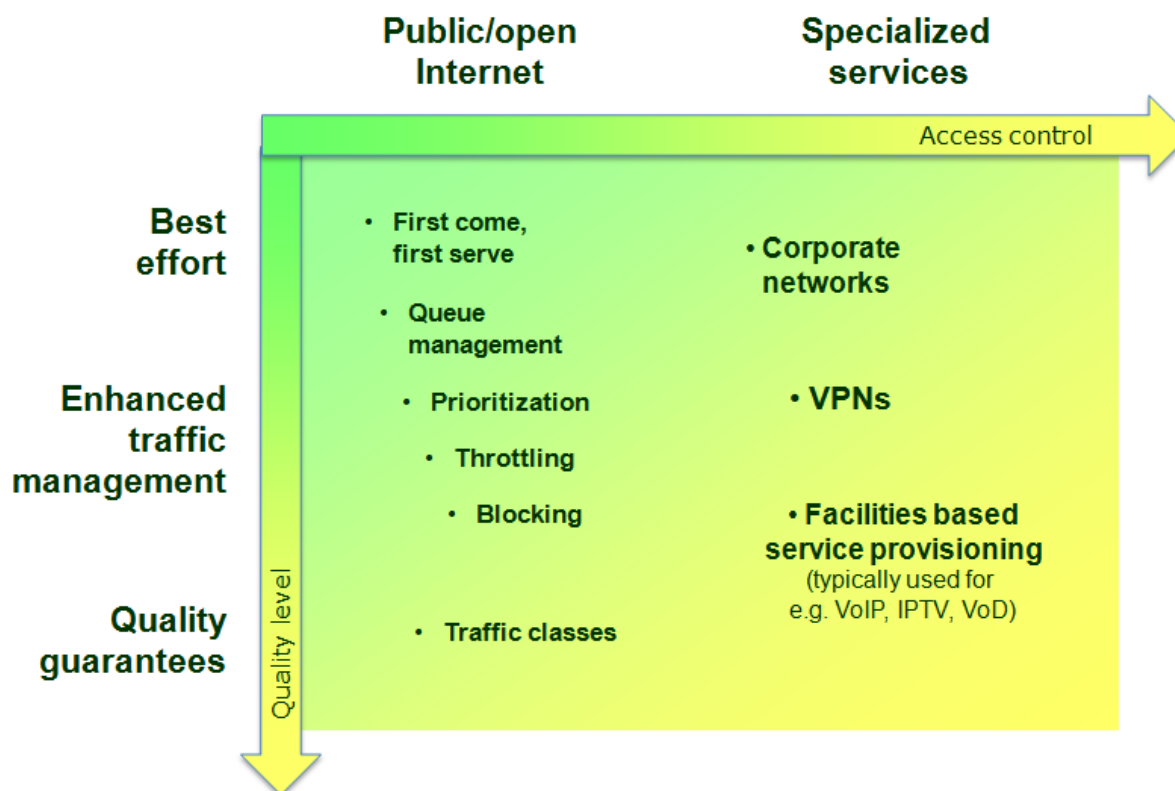 Public/open
Internet
Specialized
services
Access control
Best
effort
• First come,
first serve
• Corporate
networks
• Queue
management
Enhanced
traffic
management
• Prioritization
• VPNs
• Throttling
• Blocking
• Facilities based
service provisioning
(typically used for
e.g. VoIP, IPTV, VoD)
Quality
guarantees
• Traffic classes
Quality level